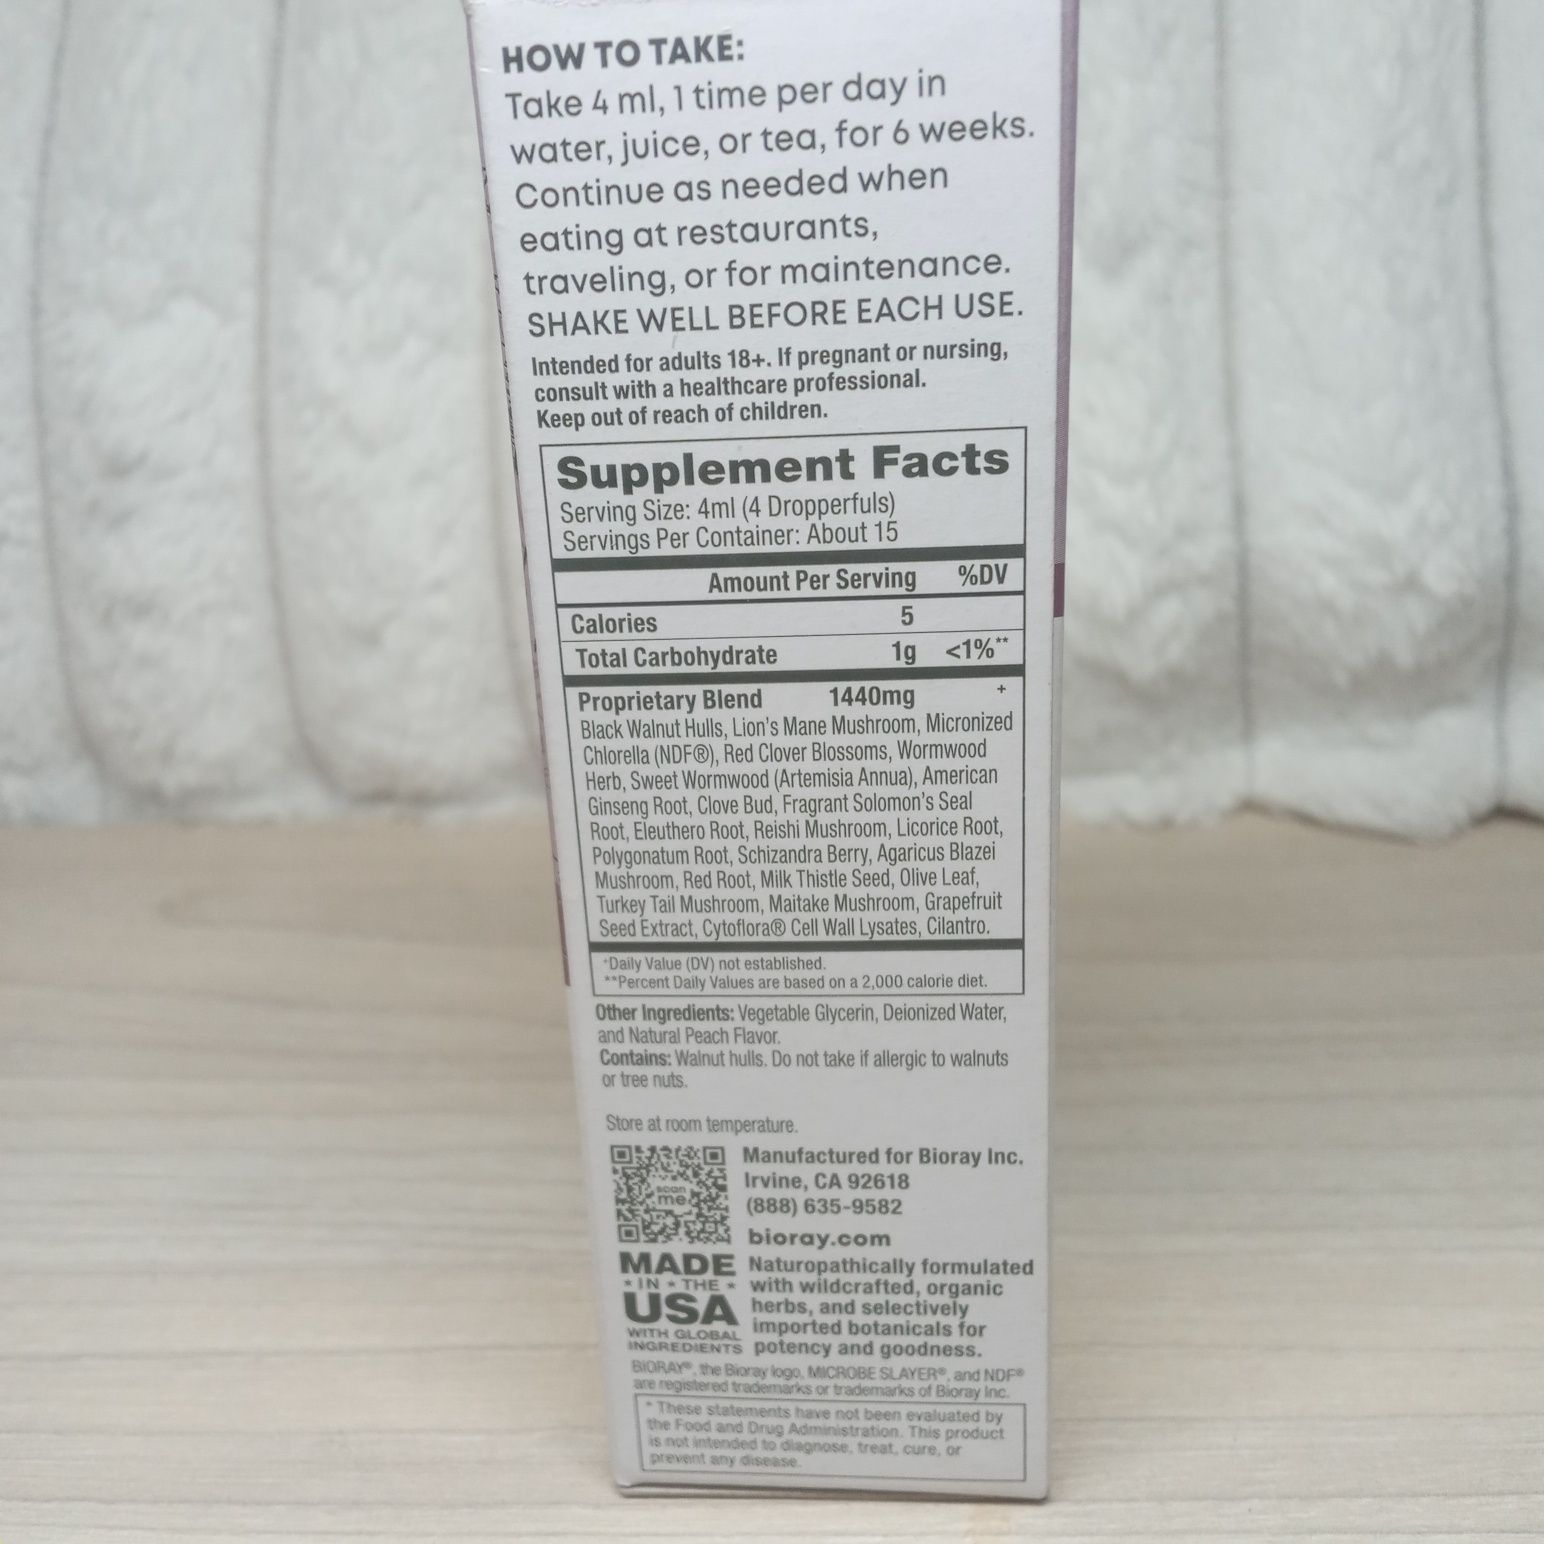 HOW TO TAKE:
Take 4 ml, 1 time per day in
water, juice, or tea, for 6 weeks.
Continue as needed when
eating at restaurants,
traveling, or for maintenance.
SHAKE WELL BEFORE EACH USE.
Intended for adults 18+. If pregnant or nursing,
consult with a healthcare professional.
Keep out of reach of children.
Supplement Facts
Serving Size: 4ml (4 Dropperfuls)
Servings Per Container: About 15
Amount Per Serving %DV
Calories 5
Total Carbohydrate 1g <1%**
Proprietary Blend 1440mg +
Black Walnut Hulls, Lion's Mane Mushroom, Micronized
Chlorella (NDF®), Red Clover Blossoms, Wormwood
Herb, Sweet Wormwood (Artemisia Annua), American
Ginseng Root, Clove Bud, Fragrant Solomon's Seal
Root, Eleuthero Root, Reishi Mushroom, Licorice Root,
Polygonatum Root, Schizandra Berry, Agaricus Blazei
Mushroom, Red Root, Milk Thistle Seed, Olive Leaf,
Turkey Tail Mushroom, Maitake Mushroom, Grapefruit
Seed Extract, Cytoflora® Cell Wall Lysates, Cilantro.
+Daily Value (DV) not established.
**Percent Daily Values are based on a 2,000 calorie diet.
Other Ingredients: Vegetable Glycerin, Deionized Water,
and Natural Peach Flavor.
Contains: Walnut hulls. Do not take if allergic to walnuts
or tree nuts.
Store at room temperature.
scan
me
Manufactured for Bioray Inc.
Irvine, CA 92618
(888) 635-9582
bioray.com
MADE
* IN * THE *
USA
WITH GLOBAL
INGREDIENTS
Naturopathically formulated
with wildcrafted, organic
herbs, and selectively
imported botanicals for
potency and goodness.
BIORAY®, the Bioray logo, MICROBE SLAYER®, and NDF®
are registered trademarks or trademarks of Bioray Inc.
* These statements have not been evaluated by
the Food and Drug Administration. This product
is not intended to diagnose, treat, cure, or
prevent any disease.